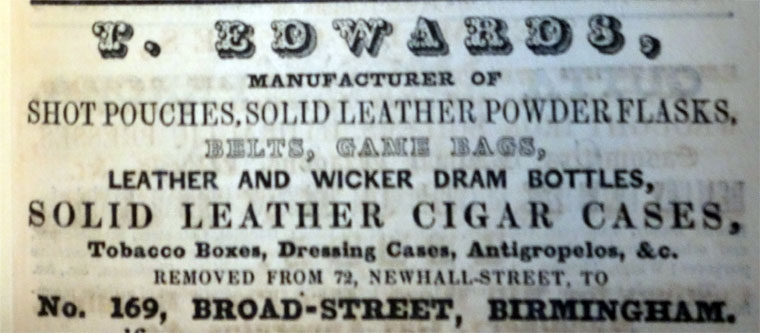 T. EDWARDS,
MANUFACTURER OF
SHOT POUCHES, SOLID LEATHER POWDER FLASKS,
BELTS, GAME BAGS,
LEATHER AND WICKER DRAM BOTTLES,
SOLID LEATHER CIGAR CASES,
Tobacco Boxes, Dressing Cases, Antigropelos, &c.
REMOVED FROM 72, NEWHALL-STREET, TO
No. 169, BROAD-STREET, BIRMINGHAM.